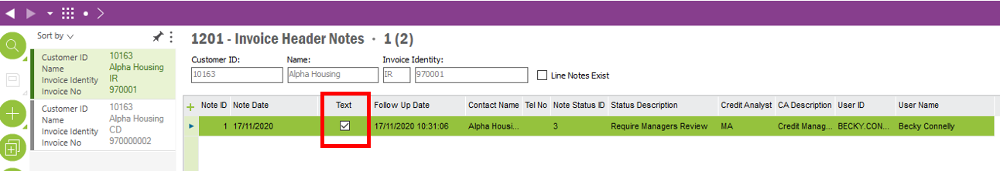 Sort by
1201 - Invoice Header Notes · 1 (2)
Customer ID 10163
Name Alpha Housing
Invoice Identity IR
Invoice No 970001
Customer ID 10163
Name Alpha Housing
Invoice Identity CD
Invoice No 970000002
Customer ID: Name: Invoice Identity:
10163 Alpha Housing IR 970001 Line Notes Exist
Note ID Note Date Text Follow Up Date Contact Name Tel No Note Status ID Status Description Credit Analyst CA Description User ID User Name
1 17/11/2020 17/11/2020 10:31:06 Alpha Housi... 3 Require Managers Review MA Credit Manag... BECKY.CON... Becky Connelly